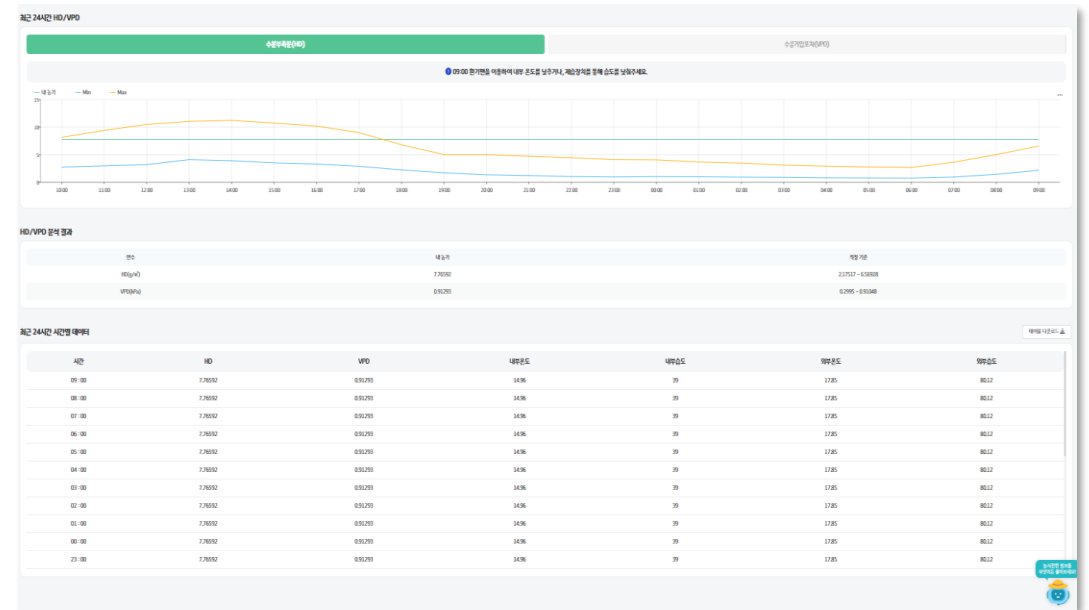 최근 24시간 HD/VPD
수분부족분(HD) 수증기압포차(VPD)
09:00 환기팬을 이용하여 내부 온도를 낮추거나, 제습장치를 통해 습도를 낮춰주세요.
내 농가 Min Max
10:00 11:00 12:00 13:00 14:00 15:00 16:00 17:00 18:00 19:00 20:00 21:00 22:00 23:00 00:00 01:00 02:00 03:00 04:00 05:00 06:00 07:00 08:00 09:00
HD/VPD 분석 결과
변수 내 농가 적정 기준
HD(g/㎥) 7.76592
VPD(kPa) 0.91293 0.2995 ~ 0.91048
최근 24시간 시간별 데이터
테이블 다운로드
시간 HD VPD 내부온도 내부습도 외부온도 외부습도
09:00 7.76592 0.91293 14.96 39 17.85 80.12
08:00 7.76592 0.91293 14.96 39 17.85 80.12
07:00 7.76592 0.91293 14.96 39 17.85 80.12
06:00 7.76592 0.91293 14.96 39 17.85 80.12
05:00 7.76592 0.91293 14.96 39 17.85 80.12
04:00 7.76592 0.91293 14.96 39 17.85 80.12
03:00 7.76592 0.91293 14.96 39 17.85 80.12
02:00 7.76592 0.91293 14.96 39 17.85 80.12
01:00 7.76592 0.91293 14.96 39 17.85 80.12
00:00 7.76592 0.91293 14.96 39 17.85 80.12
23:00 7.76592 0.91293 14.96 39 17.85 80.12